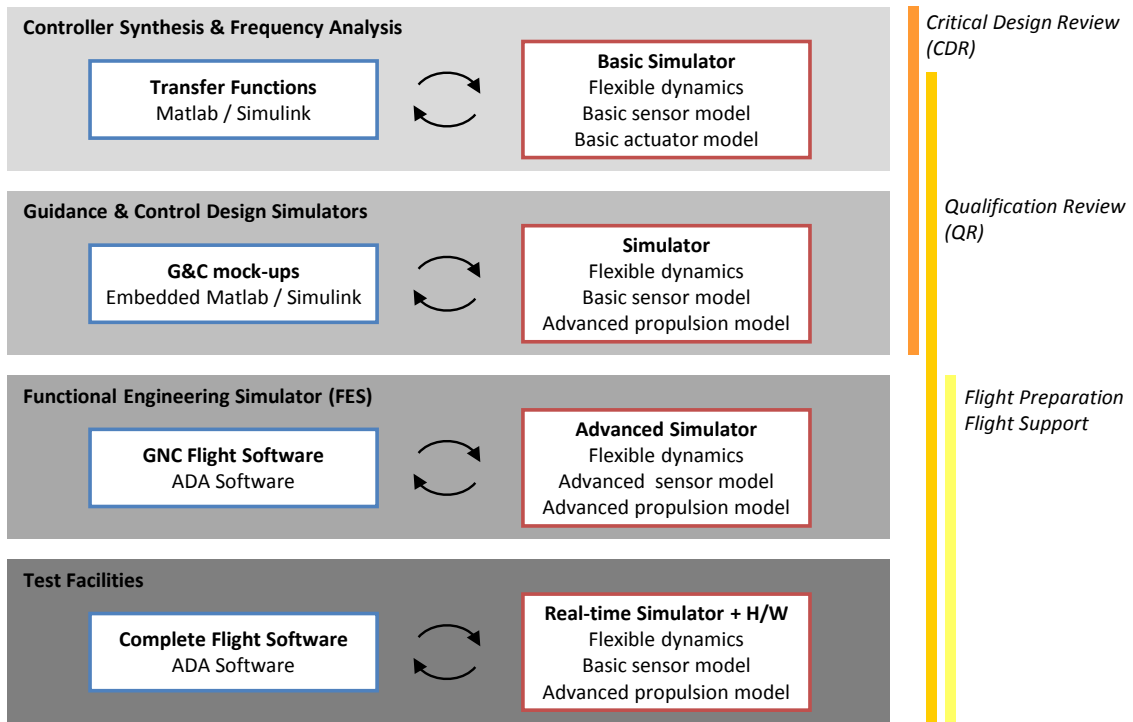 Controller Synthesis & Frequency Analysis
Transfer Functions
Matlab / Simulink
Basic Simulator
Flexible dynamics
Basic sensor model
Basic actuator model
Critical Design Review
(CDR)
Guidance & Control Design Simulators
G&C mock-ups
Embedded Matlab / Simulink
Simulator
Flexible dynamics
Basic sensor model
Advanced propulsion model
Qualification Review
(QR)
Functional Engineering Simulator (FES)
GNC Flight Software
ADA Software
Advanced Simulator
Flexible dynamics
Advanced sensor model
Advanced propulsion model
Flight Preparation
Flight Support
Test Facilities
Complete Flight Software
ADA Software
Real-time Simulator + H/W
Flexible dynamics
Basic sensor model
Advanced propulsion model